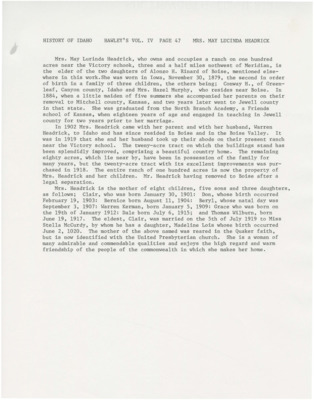 HISTORY OF IDAHO    HAWLEY'S VOL. IV  PAGE 47    MRS. MAY LUCINDA HEADRICK
Mrs. May Lucinda Headrick, who owns and occupies a ranch on one hundred
acres near the Victory school, three and a half miles northwest of Meridian, is
the elder of the two daughters of Alonzo E. Binard of Boise, mentioned else-
where in this work. She was born in Iowa, November 30, 1879, the second in order
of birth in a family of three children, the others being: Conway H., of Green-
leaf, Canyon county, Idaho and Mrs. Hazel Murphy, who resides near Boise. In
1884, when a little maiden of five summers she accompanied her parents on their
removal to Mitchell county, Kansas, and two years later went to Jewell county
in that state. She was graduated from the North Branch Academy, a Friends
school of Kansas, when eighteen years of age and engaged in teaching in Jewell
county for two years prior to her marriage.
In 1902 Mrs. Headrick came with her parent and with her husband, Warren
Headrick, to Idaho and has since resided in Boise and in the Boise Valley. It
was in 1919 that she and her husband took up their abode on their present ranch
near the Victory school. The twenty-acre tract on which the buildings stand has
been splendidly improved, comprising a beautiful country home. The remaining
eighty acres, which lie near by, have been in possession of the family for
many years, but the twenty-acre tract with its excellent improvements was pur-
chased in 1918. The entire ranch of one hundred acres is now the property of
Mrs. Headrick and her children. Mr. Headrick having removed to Boise after a
legal separation.
Mrs. Headrick is the mother of eight children, five sons and three daughters,
as follows: Clair, who was born January 30, 1901: Don, whose birth occurred
February 19, 1903: Bernice born August 11, 1904: Beryl, whose natal day was
September 3, 1907: Warren Herman, born January 5, 1909: Grace who was born on
the 19th of January 1912: Dale born July 6, 1915: and Thomas Wilburn, born
June 19, 1917. The eldest, Clair, was married on the 5th of July 1919 to Miss
Stella McCurdy, by whom he has a daughter, Madeline Lois whose birth occurred
June 2, 1020. The mother of the above named was reared in the Quaker faith,
but is now identified with the United Presbyterian church. She is a woman of
many admirable and commendable qualities and enjoys the high regard and warm
friendship of the people of the commonwealth in which she makes her home.